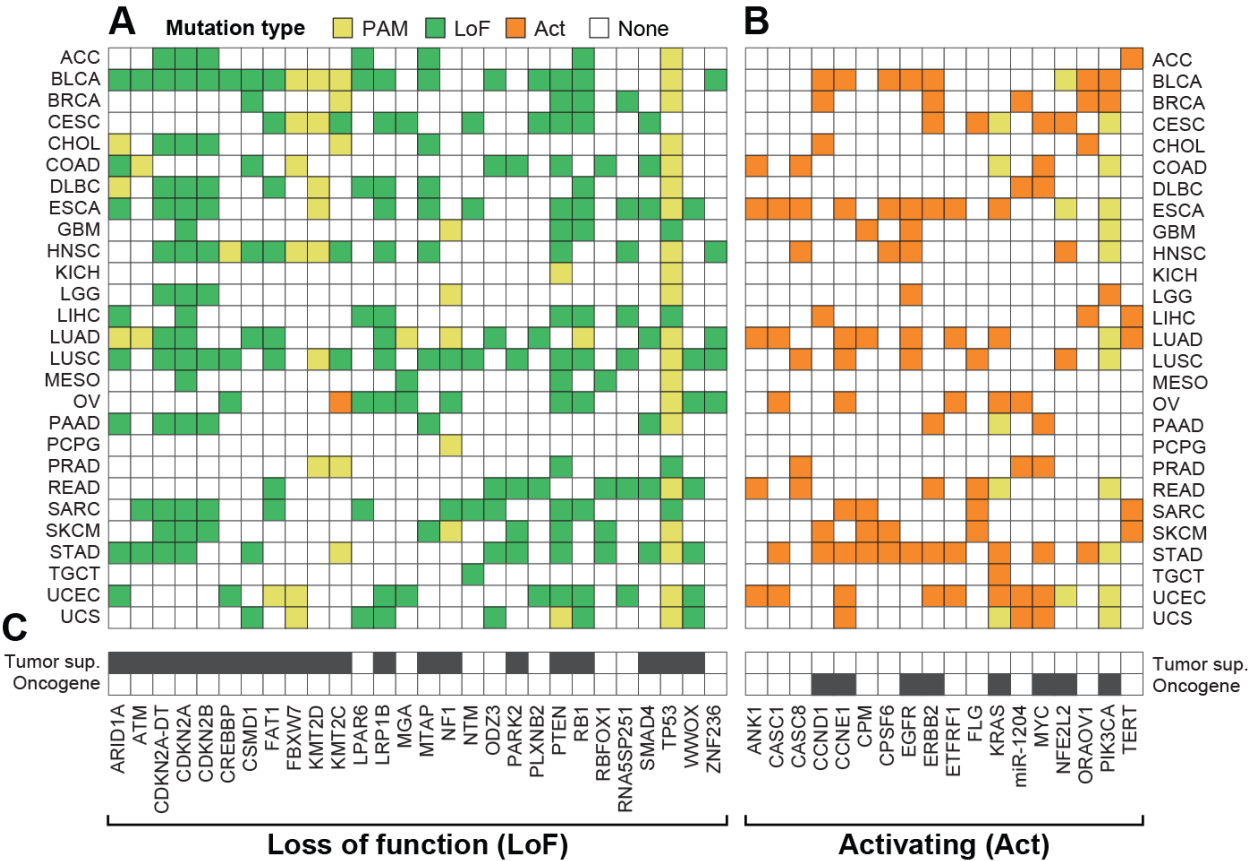 A
Mutation type
PAM
LoF
Act
None
B
ACC
BLCA
BRCA
CESC
CHOL
COAD
DLBC
ESCA
GBM
HNSC
KICH
LGG
LIHC
LUAD
LUSC
MESO
OV
PAAD
PCPG
PRAD
READ
SARC
SKCM
STAD
TGCT
UCEC
UCS
ACC
BLCA
BRCA
CESC
CHOL
COAD
DLBC
ESCA
GBM
HNSC
KICH
LGG
LIHC
LUAD
LUSC
MESO
OV
PAAD
PCPG
PRAD
READ
SARC
SKCM
STAD
TGCT
UCEC
UCS
C
Tumor sup.
Oncogene
Tumor sup.
Oncogene
ARID1A
ATM
CDKN2A-DT
CDKN2A
CDKN2B
CREBBP
CSMD1
FAT1
FBXW7
KMT2D
KMT2C
LPAR6
LRP1B
MGA
MTAP
NF1
NTM
ODZ3
PARK2
PLXNB2
PTEN
RB1
RBFOX1
RNA5SP251
SMAD4
TP53
WWOX
ZNF236
ANK1
CASC1
CASC8
CCND1
CCNE1
CPM
CPSF6
EGFR
ERBB2
ETFRF1
FLG
KRAS
miR-1204
MYC
NFE2L2
ORAOV1
PIK3CA
TERT
Loss of function (LoF)
Activating (Act)